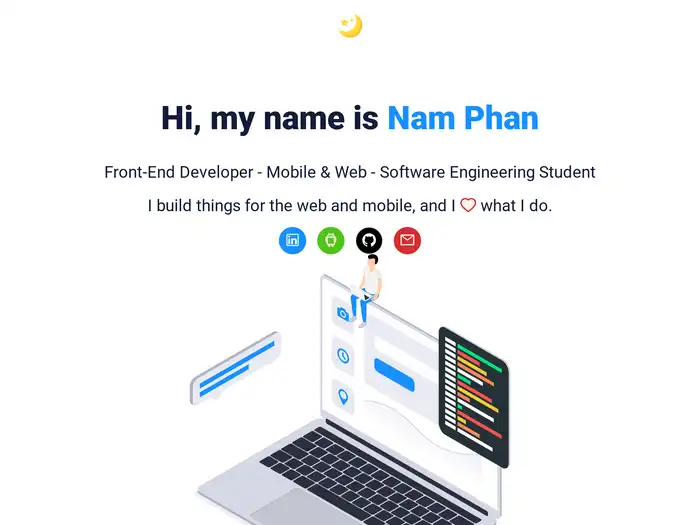 Hi, my name is Nam Phan
Front-End Developer - Mobile & Web - Software Engineering Student
I build things for the web and mobile, and I what I do.